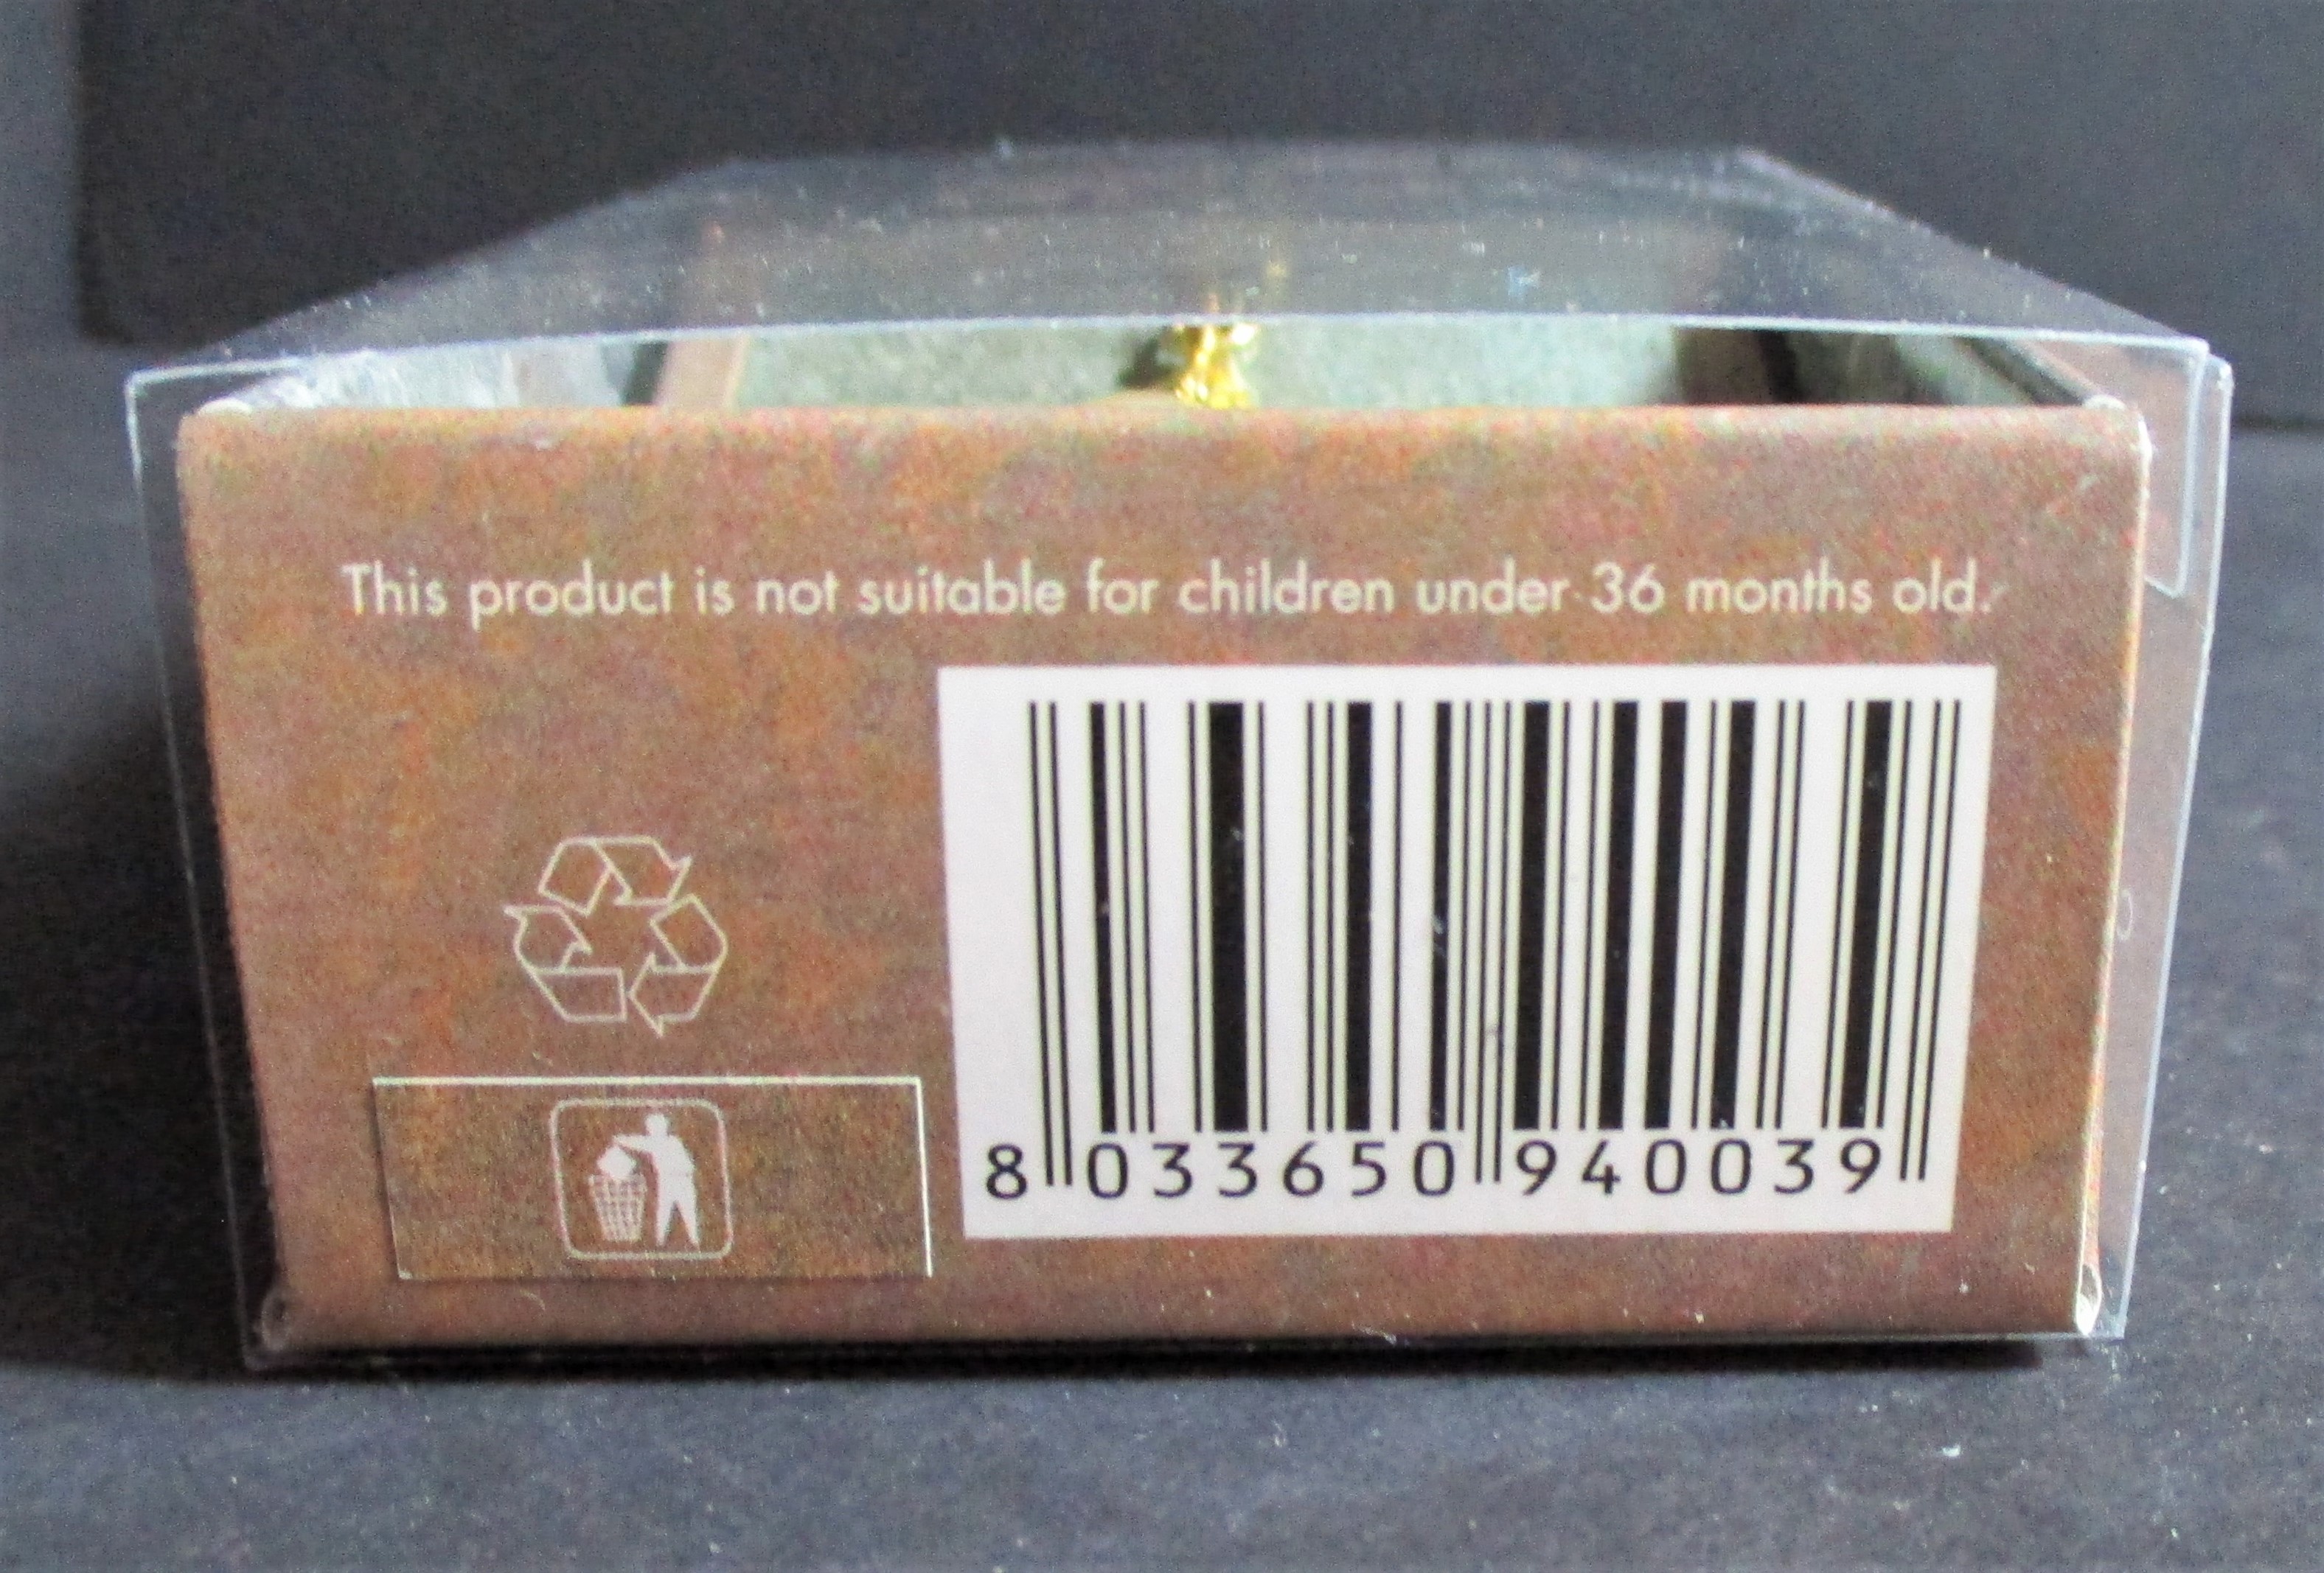 This product is not suitable for children under 36 months old.
8 033650 940039